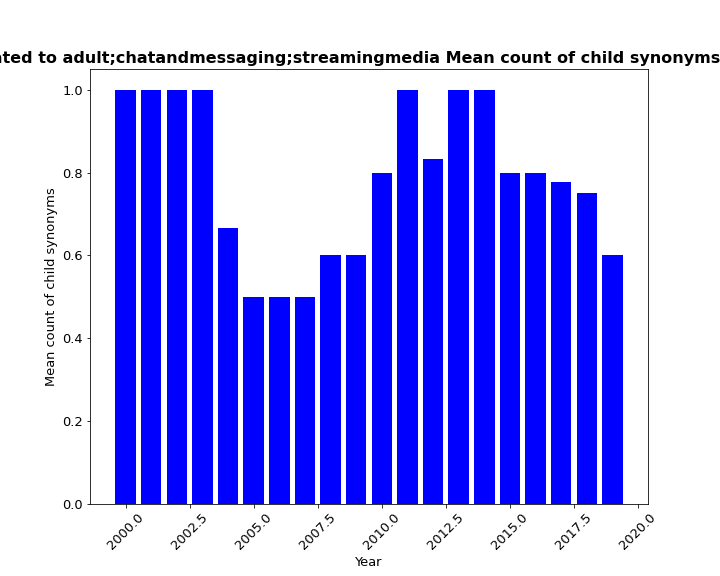 to adult;chatandmessaging;streamingmedia Mean count of child synonyms
1.0
0.8
0.6
0.4
0.2
0.0
Mean count of child synonyms
2000.0 2002.5 2005.0 2007.5 2010.0 2012.5 2015.0 2017.5 2020.0
Year